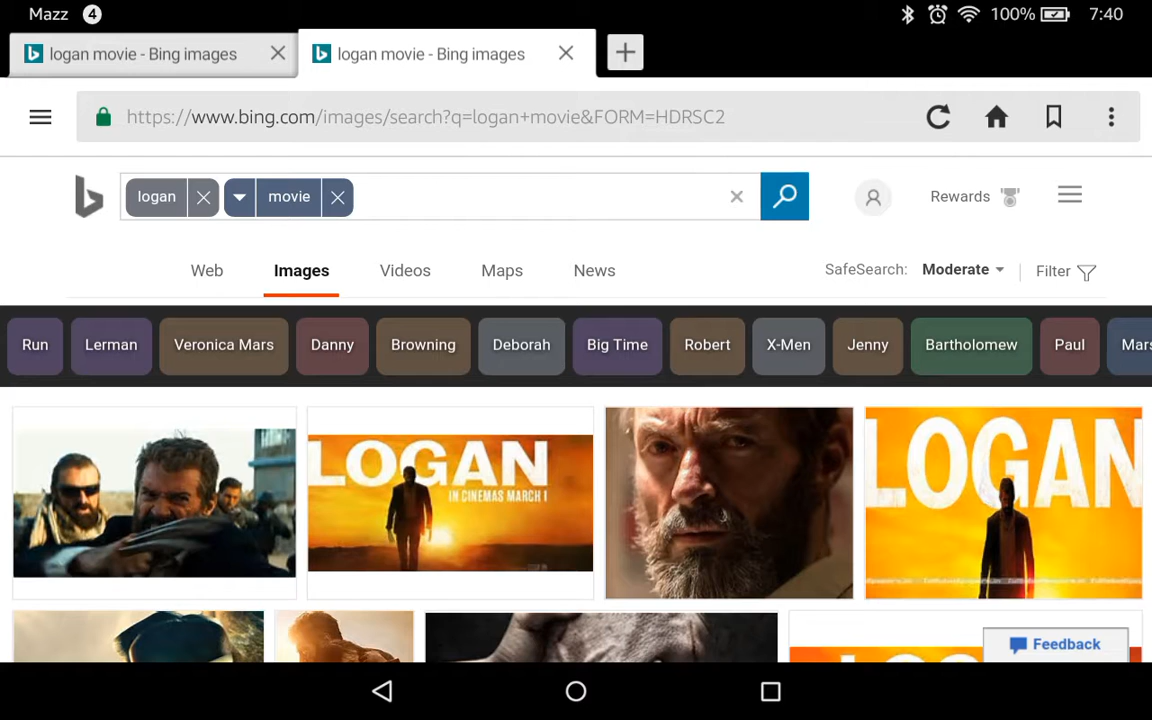 Mazz 4 100% 7:40
logan movie - Bing images logan movie - Bing images
https://www.bing.com/images/search?q=logan+movie&FORM=HDRSC2
logan movie Rewards
Web Images Videos Maps News SafeSearch: Moderate Filter
Run Lerman Veronica Mars Danny Browning Deborah Big Time Robert X-Men Jenny Bartholomew Paul Mars
LOGAN
IN CINEMAS MARCH 1
LOGAN
Feedback